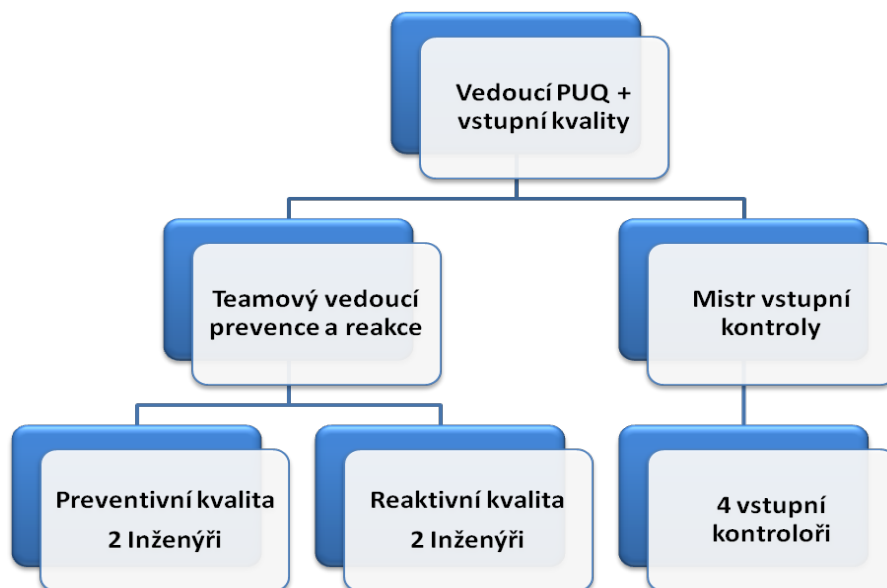 Vedoucí PUQ +
vstupní kvality
Teamový vedoucí
prevence a reakce
Mistr vstupní
kontroly
Preventivní kvalita
2 Inženýři
Reaktivní kvalita
2 Inženýři
4 vstupní
kontroloři